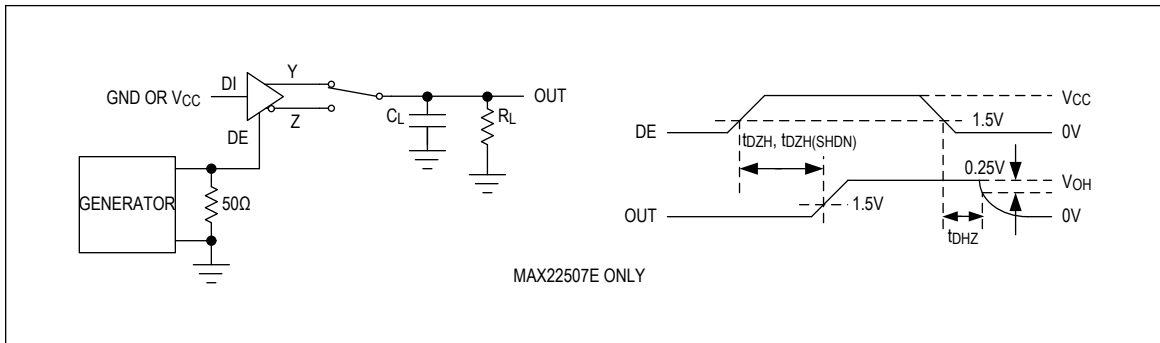 DI
Y
GND OR VCC
Z
OUT
CL
RL
DE
GENERATOR
50Ω
VCC
1.5V
DE
0V
tDZH, tDZH(SHDN)
0.25V
VOH
1.5V
OUT
0V
tDHZ
MAX22507E ONLY